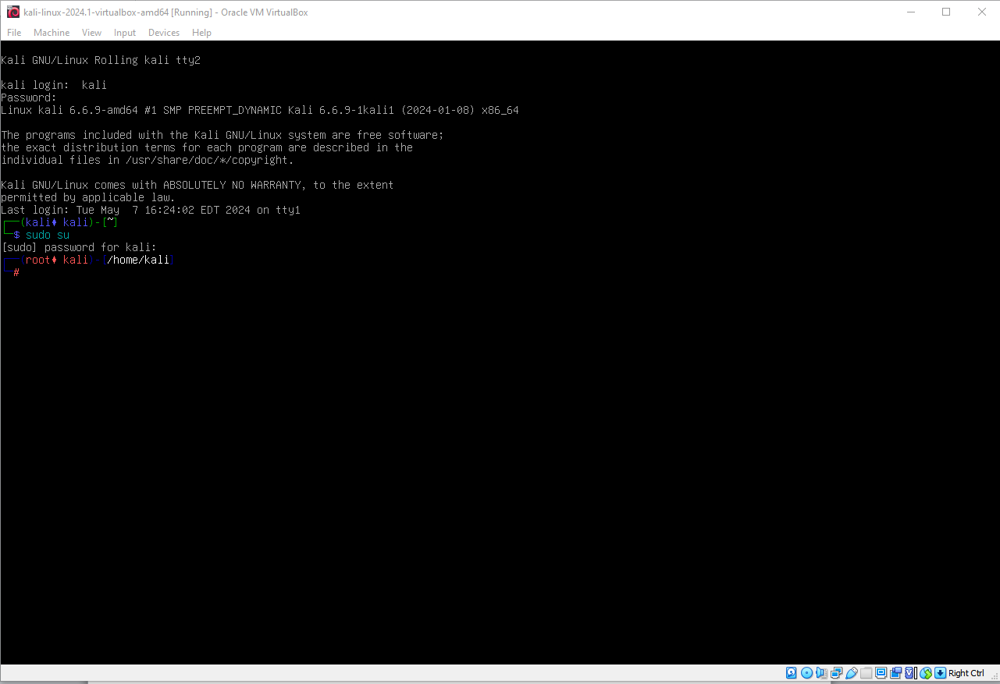 kali-linux-2024.1-virtualbox-amd64 [Running] - Oracle VM VirtualBox
File Machine View Input Devices Help
Kali GNU/Linux Rolling kali tty2
kali login:  kali
Password:
Linux kali 6.6.9-amd64 #1 SMP PREEMPT_DYNAMIC Kali 6.6.9-1kali1 (2024-01-08) x86_64
The programs included with the Kali GNU/Linux system are free software;
the exact distribution terms for each program are described in the
individual files in /usr/share/doc/*/copyright.
Kali GNU/Linux comes with ABSOLUTELY NO WARRANTY, to the extent
permitted by applicable law.
Last login: Tue May  7 16:24:02 EDT 2024 on tty1
┌──(kali♦ kali)-[~]
└─$ sudo su
[sudo] password for kali:
┌──(root♦ kali)-[/home/kali]
└─#
Right Ctrl